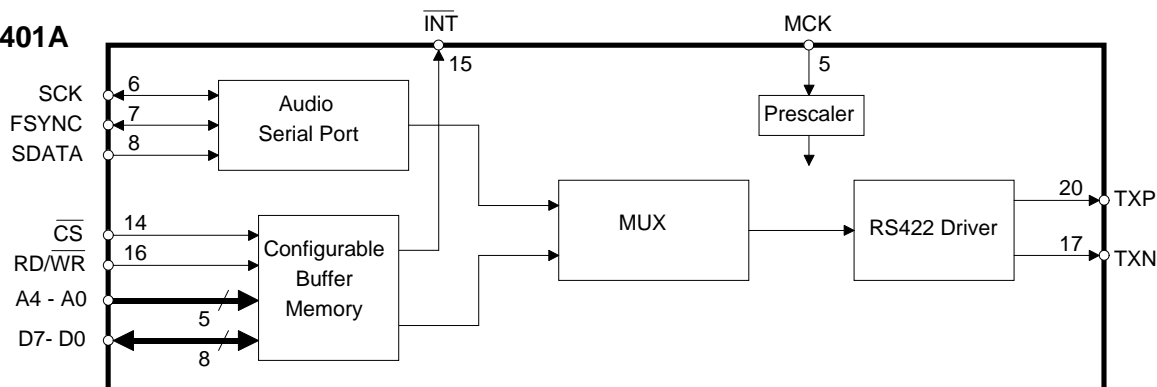 401A
INT
MCK
15
5
SCK
6
FSYNC
7
SDATA
8
Audio
Serial Port
Prescaler
CS
14
RD/WR
16
A4 - A0
5
D7- D0
8
Configurable
Buffer
Memory
MUX
RS422 Driver
20
TXP
17
TXN